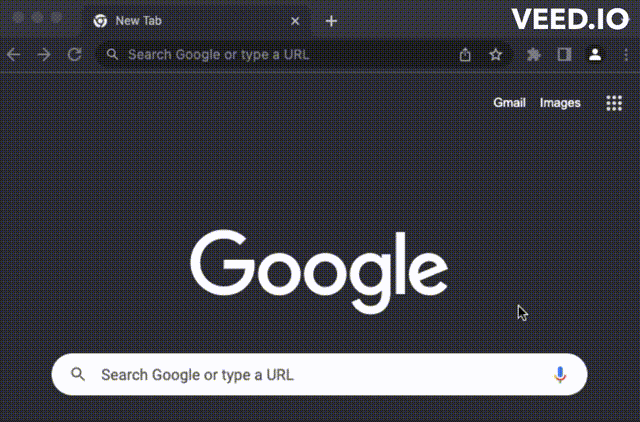 New Tab
VEED.IO
Search Google or type a URL
Gmail Images
Google
Search Google or type a URL